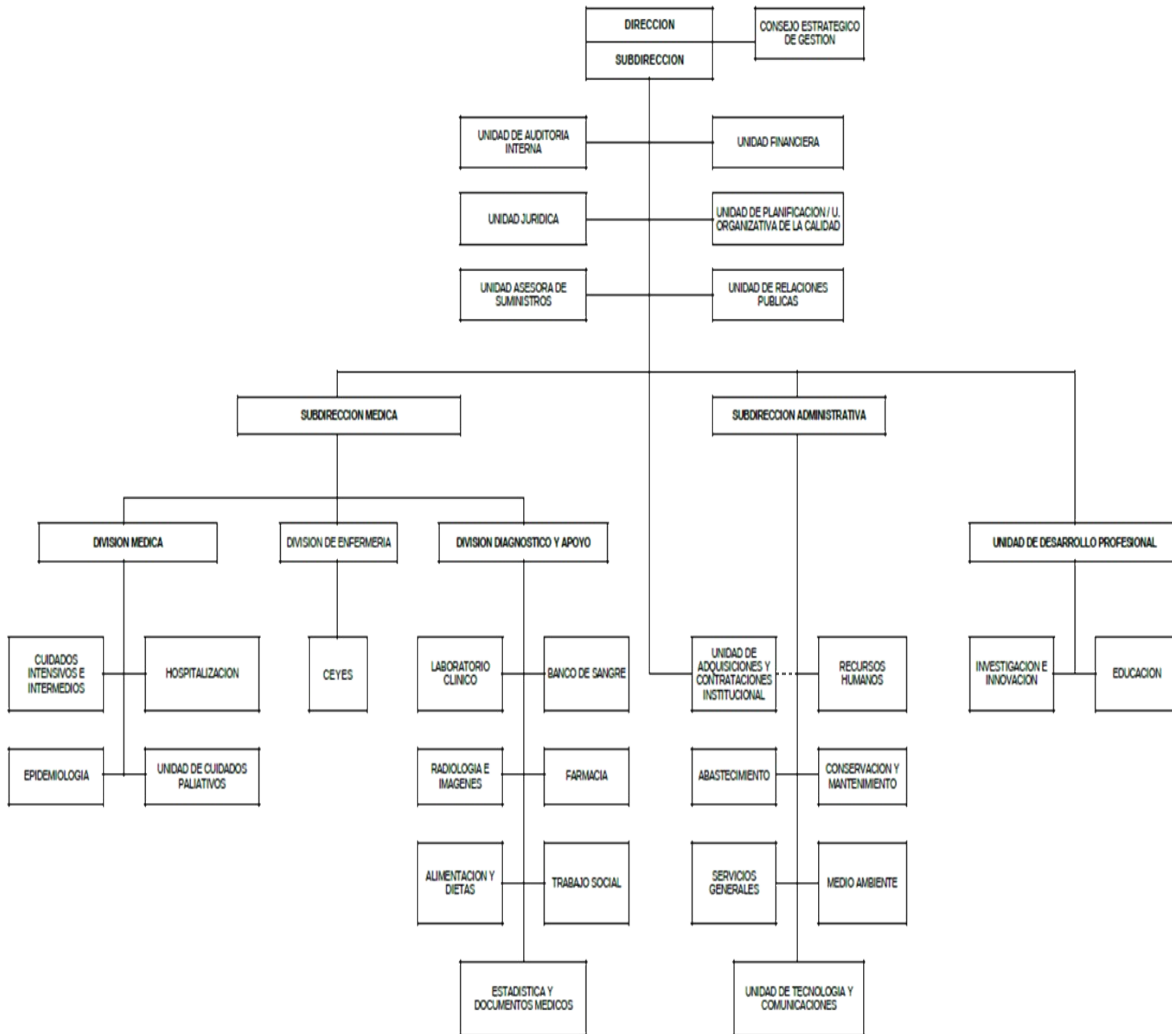 DIRECCION
SUBDIRECCION
CONSEJO ESTRATEGICO
DE GESTION
UNIDAD DE AUDITORIA
INTERNA
UNIDAD FINANCIERA
UNIDAD JURIDICA
UNIDAD DE PLANIFICACION / U.
ORGANIZATIVA DE LA CALIDAD
UNIDAD ASESORA DE
SUMINISTROS
UNIDAD DE RELACIONES
PUBLICAS
SUBDIRECCION MEDICA
SUBDIRECCION ADMINISTRATIVA
DIVISION MEDICA
DIVISION DE ENFERMERIA
DIVISION DIAGNOSTICO Y APOYO
UNIDAD DE DESARROLLO PROFESIONAL
CUIDADOS
INTENSIVOS E
INTERMEDIOS
HOSPITALIZACION
CEYES
LABORATORIO
CLINICO
BANCO DE SANGRE
UNIDAD DE
ADQUISICIONES Y
CONTRATACIONES
INSTITUCIONAL
RECURSOS
HUMANOS
INVESTIGACION E
INNOVACION
EDUCACION
EPIDEMIOLOGIA
UNIDAD DE CUIDADOS
PALIATIVOS
RADIOLOGIA E
IMAGENES
FARMACIA
ABASTECIMIENTO
CONSERVACION Y
MANTENIMIENTO
ALIMENTACION Y
DIETAS
TRABAJO SOCIAL
SERVICIOS
GENERALES
MEDIO AMBIENTE
ESTADISTICA Y
DOCUMENTOS MEDICOS
UNIDAD DE TECNOLOGIA Y
COMUNICACIONES